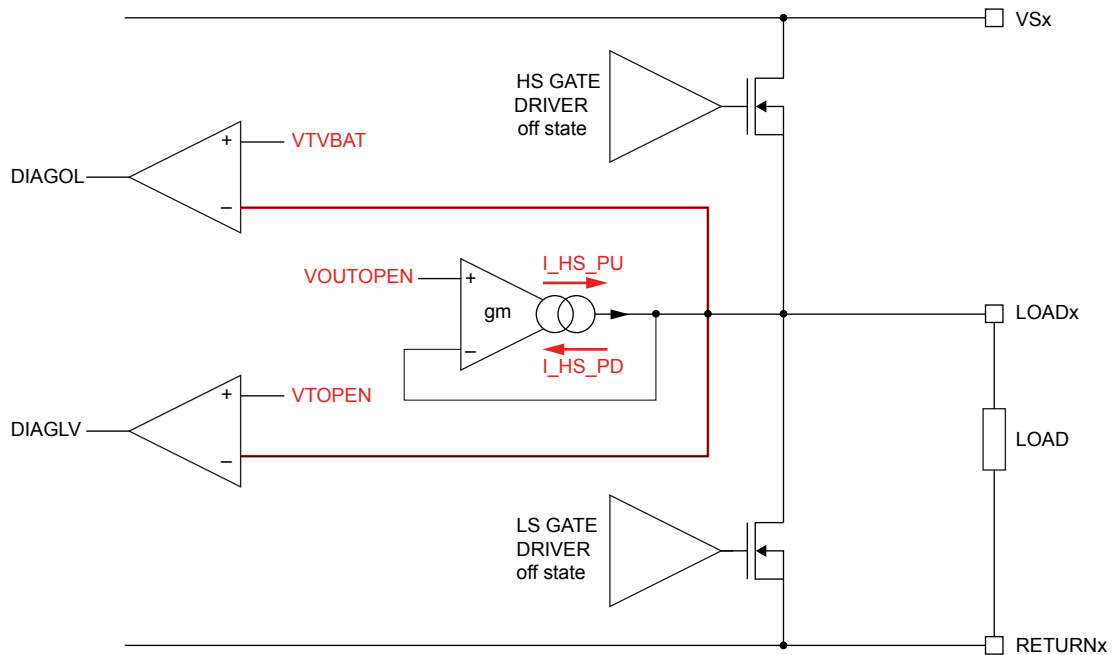 VSx
HS GATE
DRIVER
off state
+
VTVBAT
DIAGOL
–
I_HS_PU
VOUTOPEN
+
gm
LOADx
–
I_HS_PD
+
VTOPEN
DIAGLV
–
LOAD
LS GATE
DRIVER
off state
RETURNx